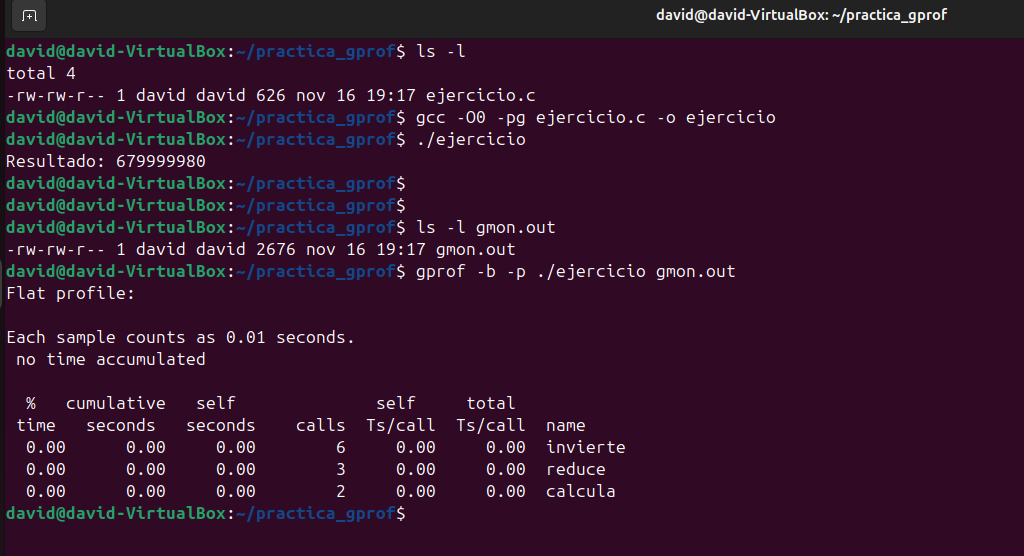 david@david-VirtualBox: ~/practica_gprof
david@david-VirtualBox:~/practica_gprof$ ls -l
total 4
-rw-rw-r-- 1 david david 626 nov 16 19:17 ejercicio.c
david@david-VirtualBox:~/practica_gprof$ gcc -O0 -pg ejercicio.c -o ejercicio
david@david-VirtualBox:~/practica_gprof$ ./ejercicio
Resultado: 679999980
david@david-VirtualBox:~/practica_gprof$
david@david-VirtualBox:~/practica_gprof$
david@david-VirtualBox:~/practica_gprof$ ls -l gmon.out
-rw-rw-r-- 1 david david 2676 nov 16 19:17 gmon.out
david@david-VirtualBox:~/practica_gprof$ gprof -b -p ./ejercicio gmon.out
Flat profile:

Each sample counts as 0.01 seconds.
 no time accumulated

  %   cumulative   self              self     total
 time   seconds   seconds    calls  Ts/call  Ts/call  name
  0.00      0.00     0.00        6     0.00     0.00  invierte
  0.00      0.00     0.00        3     0.00     0.00  reduce
  0.00      0.00     0.00        2     0.00     0.00  calcula
david@david-VirtualBox:~/practica_gprof$